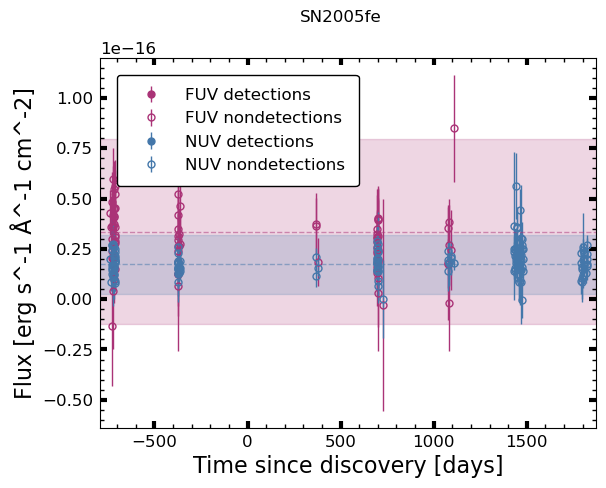 SN2005fe
1e−16
FUV detections
FUV nondetections
NUV detections
NUV nondetections
1.00
0.75
0.50
0.25
0.00
−0.25
−0.50
Flux [erg s^-1 Å^-1 cm^-2]
−500 0 500 1000 1500
Time since discovery [days]